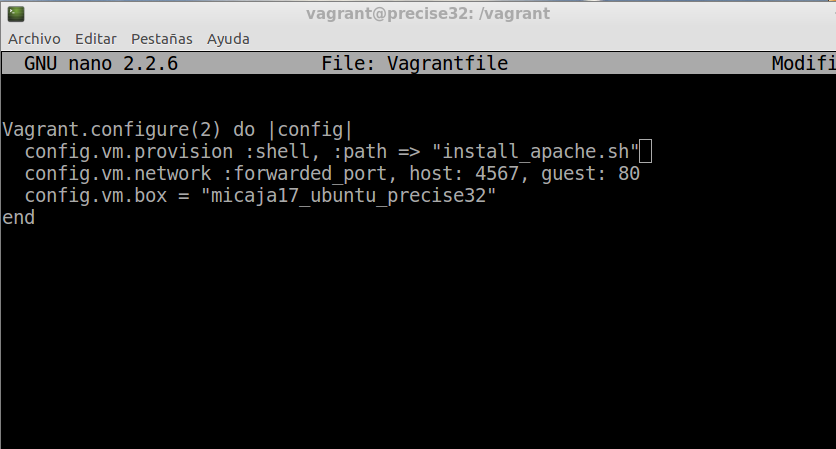 vagrant@precise32: /vagrant
Archivo Editar Pestañas Ayuda
GNU nano 2.2.6 File: Vagrantfile Modifi
Vagrant.configure(2) do |config|
config.vm.provision :shell, :path => "install_apache.sh"
config.vm.network :forwarded_port, host: 4567, guest: 80
config.vm.box = "micaja17_ubuntu_precise32"
end